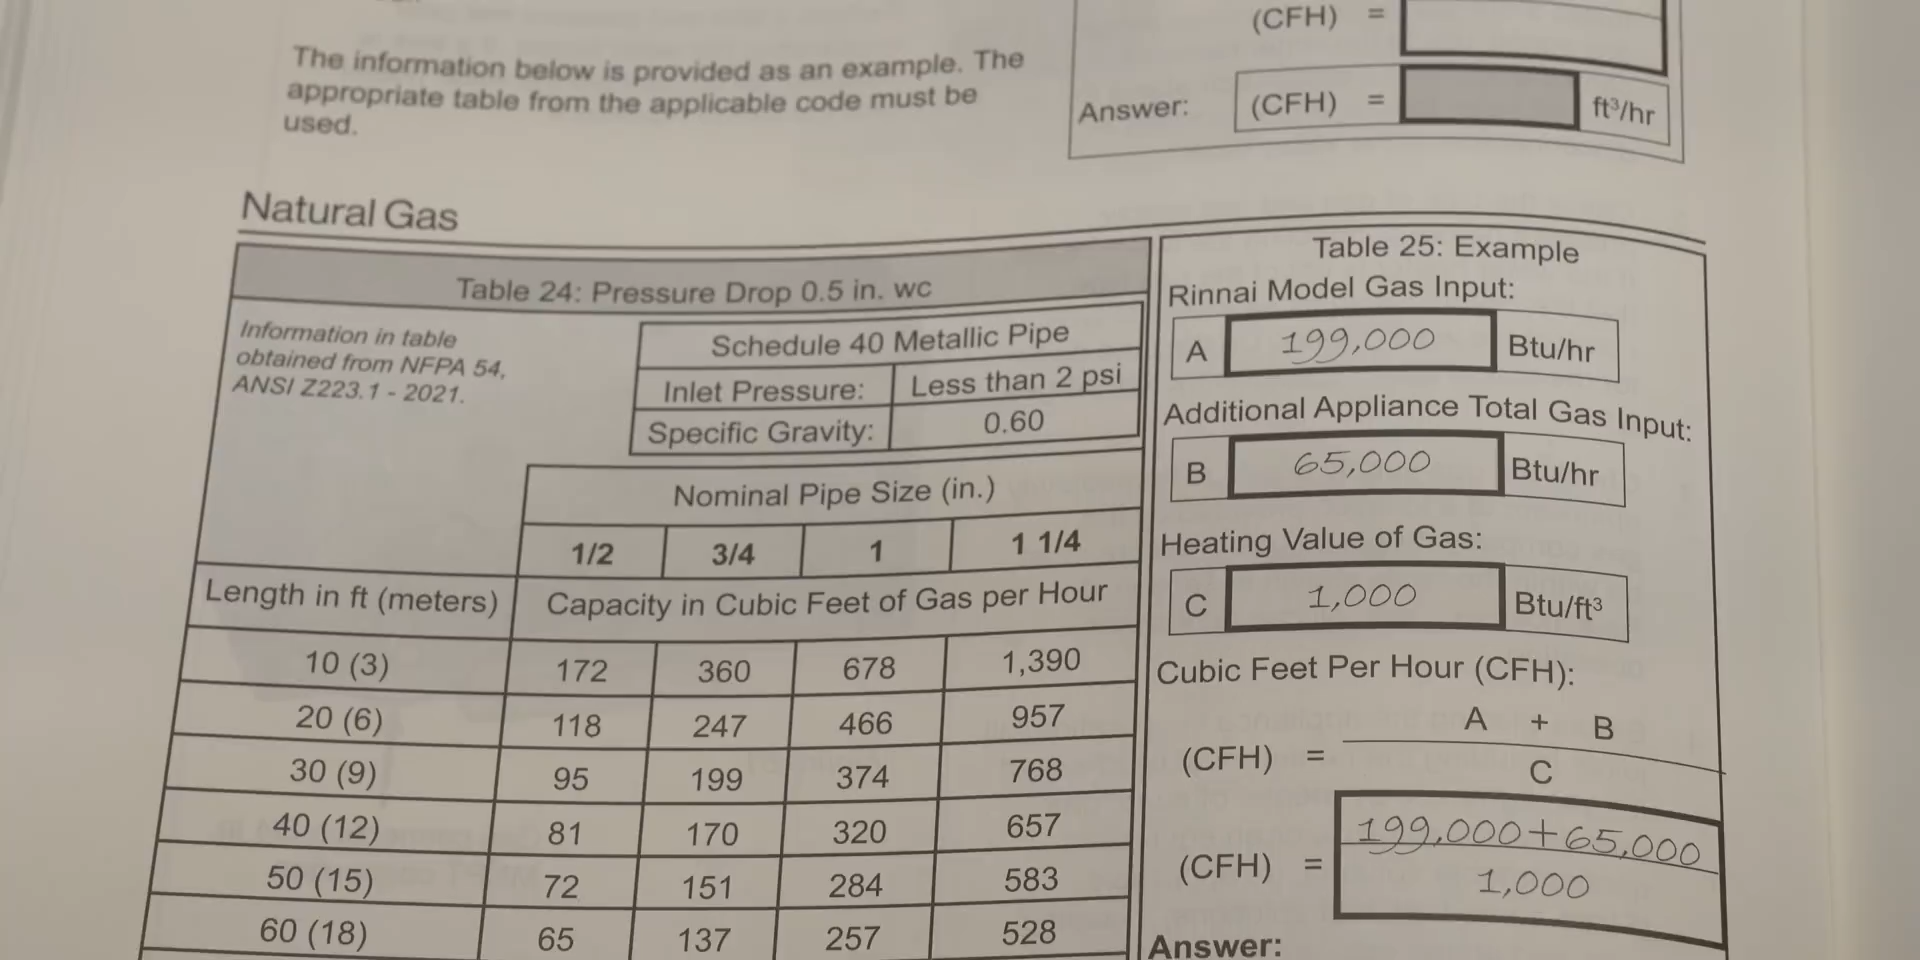 (CFH) =
The information below is provided as an example. The
appropriate table from the applicable code must be
used.
Answer: (CFH) = ft³/hr
Natural Gas
Table 24: Pressure Drop 0.5 in. wc
Information in table
obtained from NFPA 54,
ANSI Z223.1 - 2021.
Schedule 40 Metallic Pipe
Inlet Pressure: Less than 2 psi
Specific Gravity: 0.60
Nominal Pipe Size (in.)
1/2 3/4 1 1 1/4
Length in ft (meters) Capacity in Cubic Feet of Gas per Hour
10 (3) 172 360 678 1,390
20 (6) 118 247 466 957
30 (9) 95 199 374 768
40 (12) 81 170 320 657
50 (15) 72 151 284 583
60 (18) 65 137 257 528
Table 25: Example
Rinnai Model Gas Input:
A 199,000 Btu/hr
Additional Appliance Total Gas Input:
B 65,000 Btu/hr
Heating Value of Gas:
C 1,000 Btu/ft³
Cubic Feet Per Hour (CFH):
A + B
(CFH) =
C
199,000+65,000
(CFH) =
1,000
Answer: